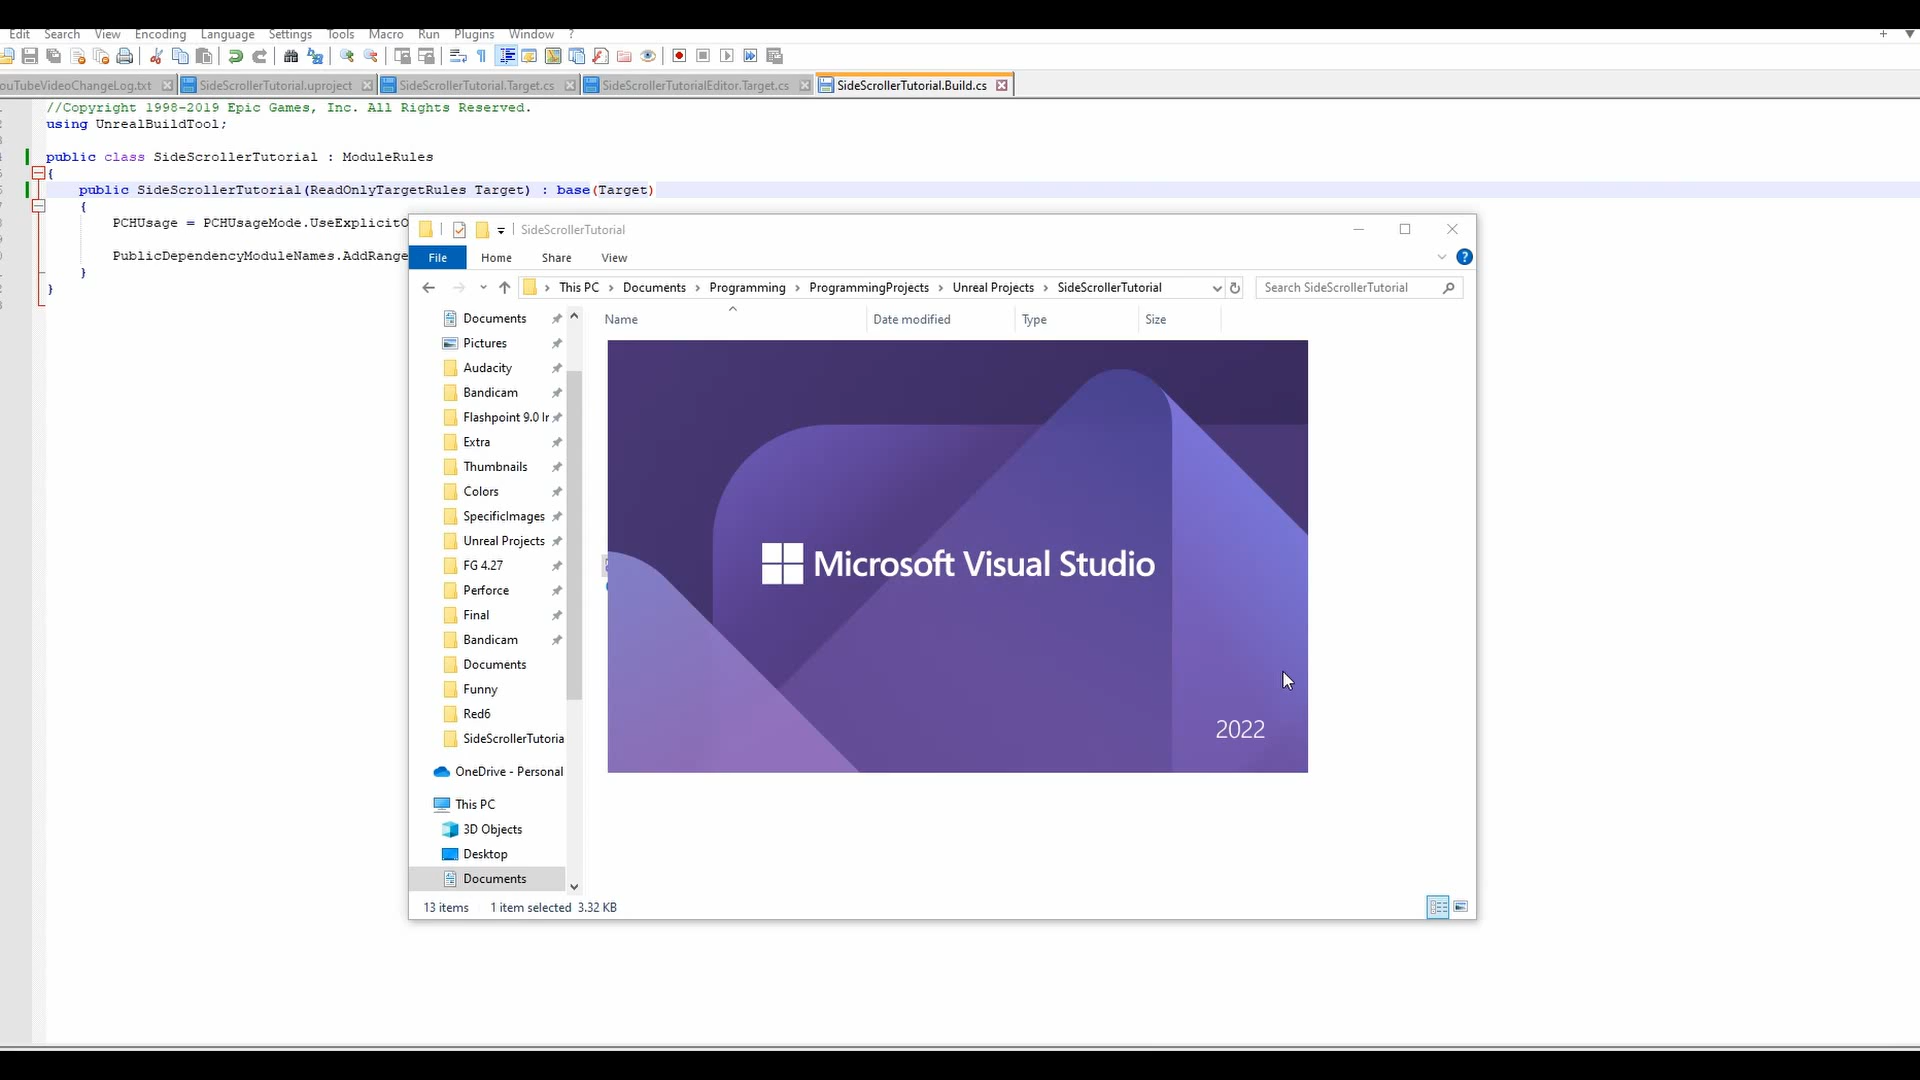 Edit Search View Encoding Language Settings Tools Macro Run Plugins Window ?
ouTubeVideoChangeLog.txt SideScrollerTutorial.uproject SideScrollerTutorial.Target.cs SideScrollerTutorialEditor.Target.cs SideScrollerTutorial.Build.cs
//Copyright 1998-2019 Epic Games, Inc. All Rights Reserved.
using UnrealBuildTool;
public class SideScrollerTutorial : ModuleRules
{
public SideScrollerTutorial(ReadOnlyTargetRules Target) : base(Target)
{
PCHUsage = PCHUsageMode.UseExplicitO
PublicDependencyModuleNames.AddRange
}
}
SideScrollerTutorial
File Home Share View
This PC > Documents > Programming > ProgrammingProjects > Unreal Projects > SideScrollerTutorial
Search SideScrollerTutorial
Name Date modified Type Size
Documents
Pictures
Audacity
Bandicam
Flashpoint 9.0 Ir
Extra
Thumbnails
Colors
SpecificImages
Unreal Projects
FG 4.27
Perforce
Final
Bandicam
Documents
Funny
Red6
SideScrollerTutoria
OneDrive - Personal
This PC
3D Objects
Desktop
Documents
Microsoft Visual Studio
2022
13 items 1 item selected 3.32 KB